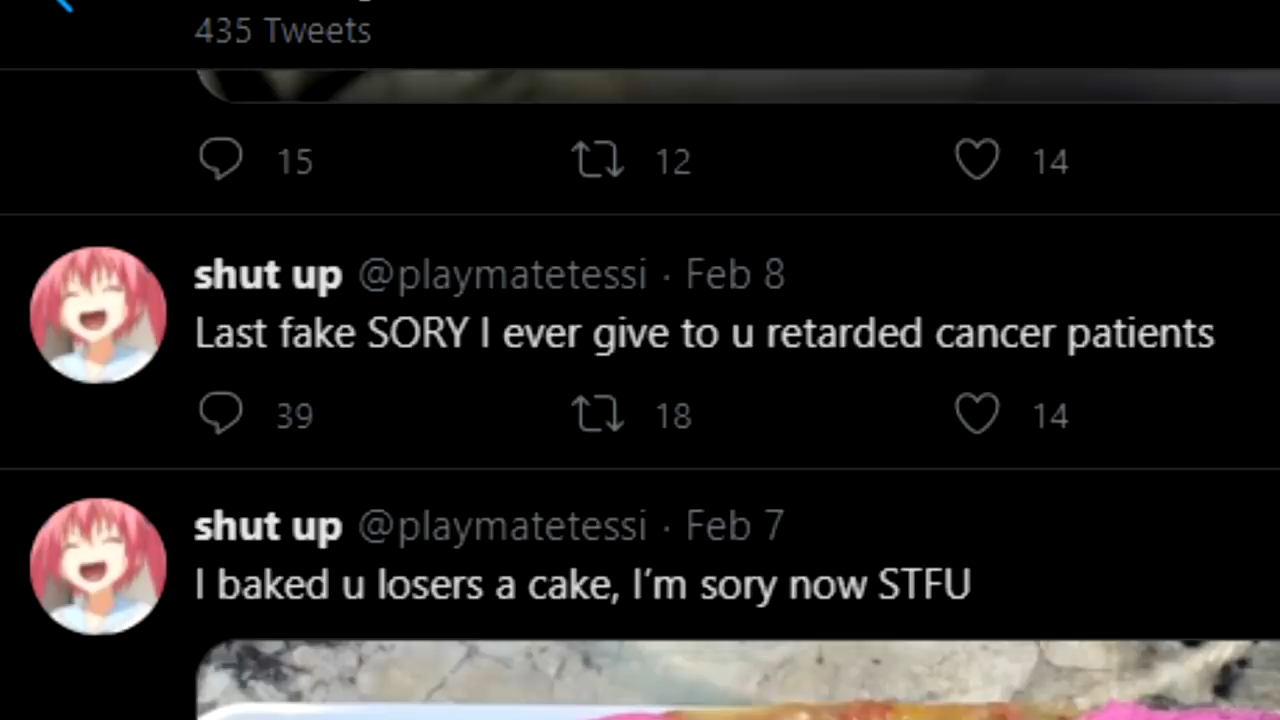 435 Tweets
15 12 14
shut up @playmatetessi · Feb 8
Last fake SORY I ever give to u retarded cancer patients
39 18 14
shut up @playmatetessi · Feb 7
I baked u losers a cake, I'm sory now STFU